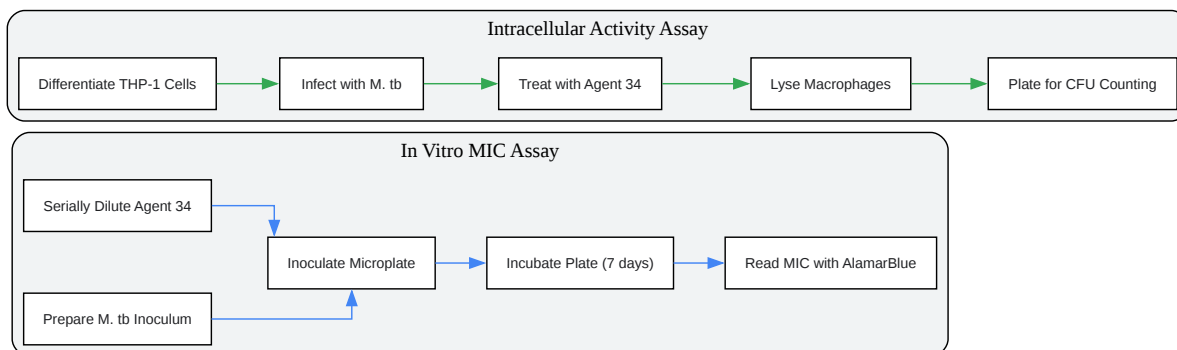 Intracellular Activity Assay
Differentiate THP-1 Cells
Infect with M. tb
Treat with Agent 34
Lyse Macrophages
Plate for CFU Counting
In Vitro MIC Assay
Serially Dilute Agent 34
Inoculate Microplate
Incubate Plate (7 days)
Read MIC with AlamarBlue
Prepare M. tb Inoculum